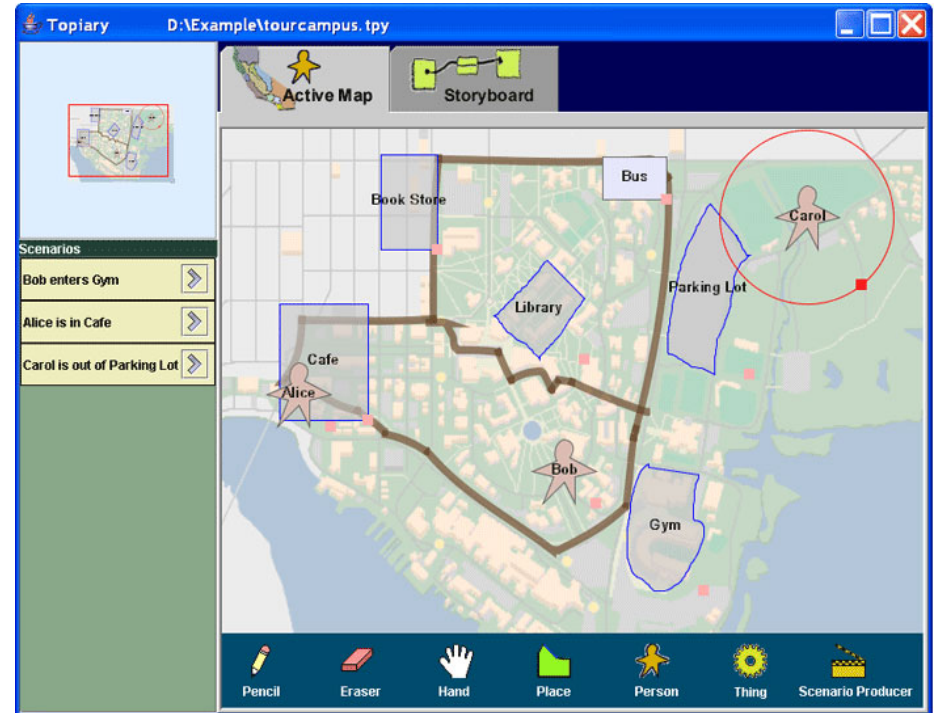 Topiary D:\Example\tourcampus.tpy
Active Map
Storyboard
Scenarios
Bob enters Gym
Alice is in Cafe
Carol is out of Parking Lot
Book Store
Bus
Carol
Parking Lot
Library
Cafe
Alice
Bob
Gym
Pencil
Eraser
Hand
Place
Person
Thing
Scenario Producer